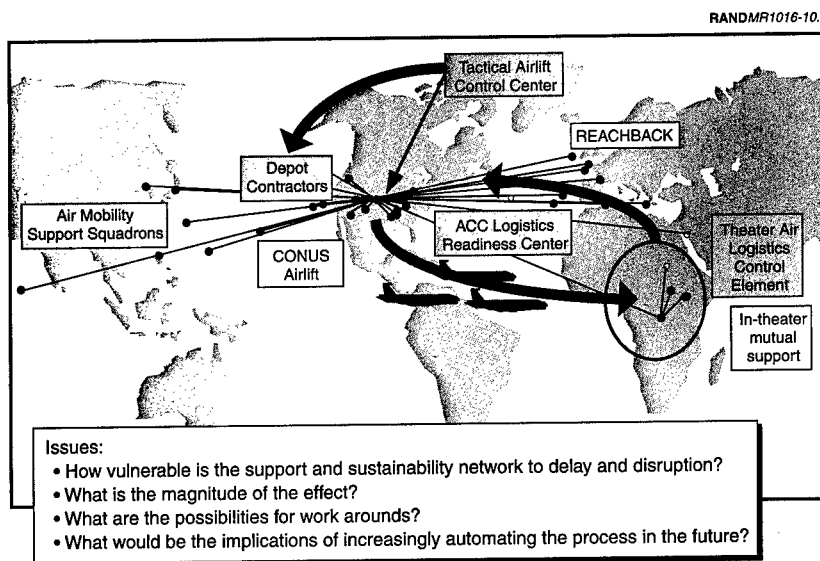 RANDMR1016-10.
Tactical Airlift
Control Center
REACHBACK
Depot
Contractors
Air Mobility
Support Squadrons
CONUS
Airlift
ACC Logistics
Readiness Center
Theater Air
Logistics
Control
Element
In-theater
mutual
support
Issues:
• How vulnerable is the support and sustainability network to delay and disruption?
• What is the magnitude of the effect?
• What are the possibilities for work arounds?
• What would be the implications of increasingly automating the process in the future?